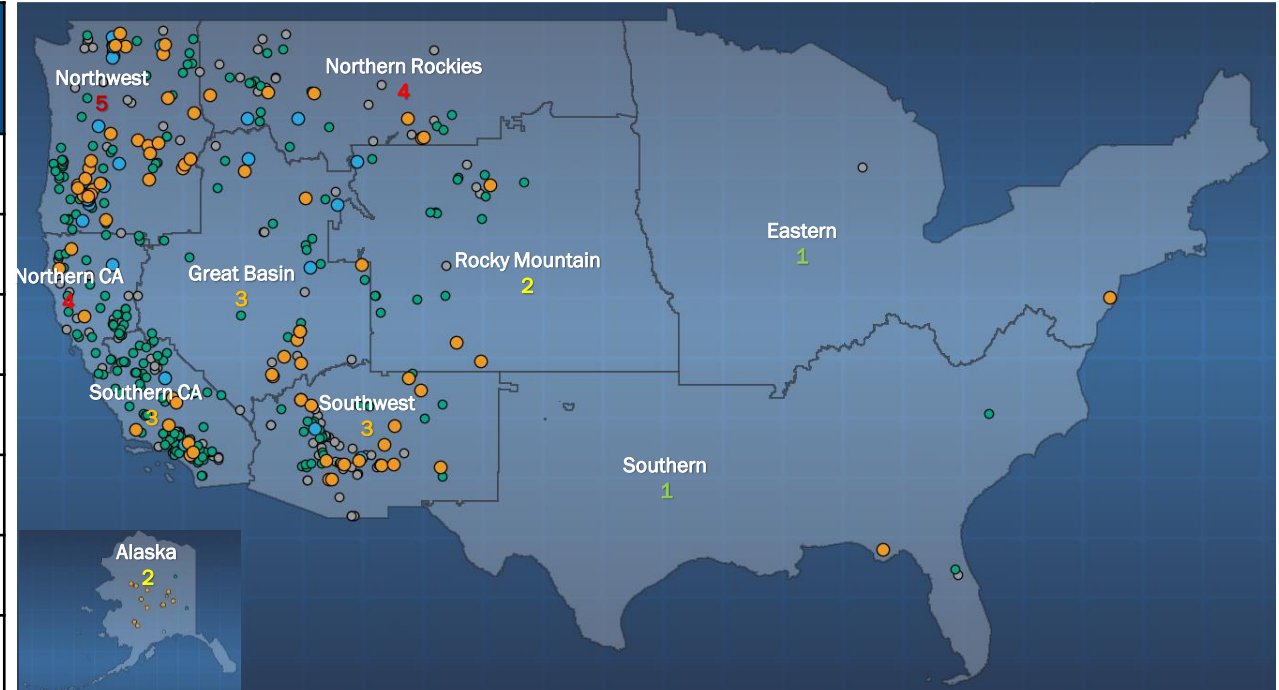 Northwest
5
Northern Rockies
4
Eastern
1
Northern CA
4
Great Basin
3
Rocky Mountain
2
Southern CA
3
Southwest
3
Southern
1
Alaska
2